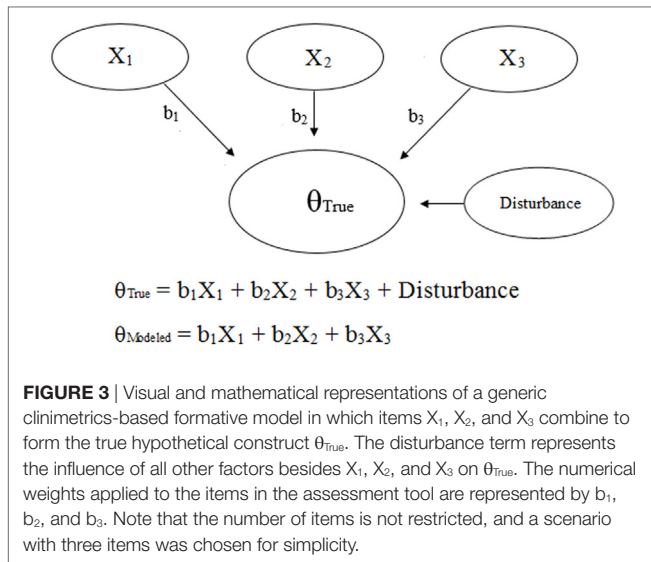 X₁ X₂ X₃
b₁ b₂ b₃
θTrue Disturbance
θTrue = b₁X₁ + b₂X₂ + b₃X₃ + Disturbance
θModeled = b₁X₁ + b₂X₂ + b₃X₃
FIGURE 3 | Visual and mathematical representations of a generic
clinimetrics-based formative model in which items X₁, X₂, and X₃ combine to
form the true hypothetical construct θTrue. The disturbance term represents
the influence of all other factors besides X₁, X₂, and X₃ on θTrue. The numerical
weights applied to the items in the assessment tool are represented by b₁,
b₂, and b₃. Note that the number of items is not restricted, and a scenario
with three items was chosen for simplicity.